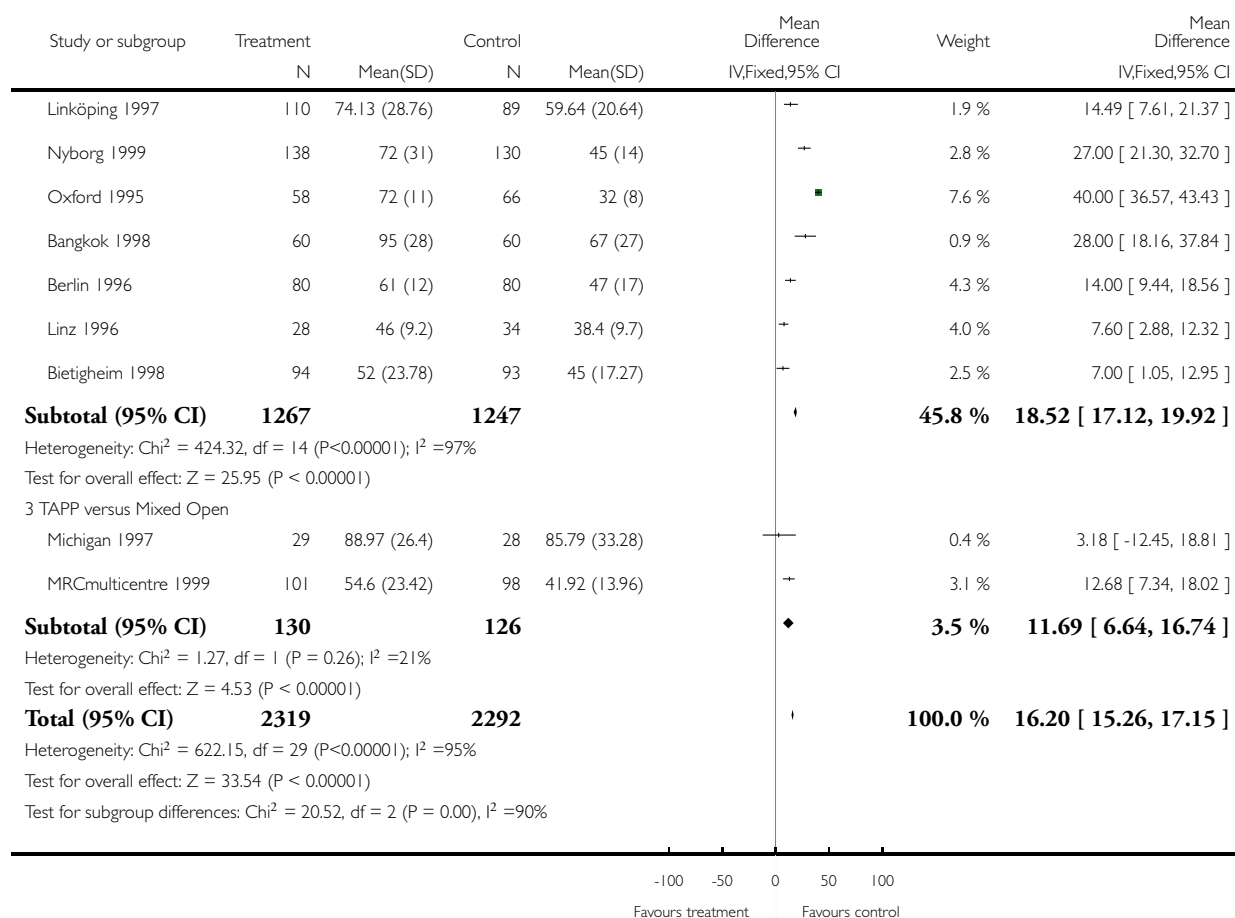 Study or subgroup Treatment Control Mean Difference Weight Mean Difference
N Mean(SD) N Mean(SD) IV,Fixed,95% CI IV,Fixed,95% CI
Linköping 1997 110 74.13 (28.76) 89 59.64 (20.64) 1.9 % 14.49 [ 7.61, 21.37 ]
Nyborg 1999 138 72 (31) 130 45 (14) 2.8 % 27.00 [ 21.30, 32.70 ]
Oxford 1995 58 72 (11) 66 32 (8) 7.6 % 40.00 [ 36.57, 43.43 ]
Bangkok 1998 60 95 (28) 60 67 (27) 0.9 % 28.00 [ 18.16, 37.84 ]
Berlin 1996 80 61 (12) 80 47 (17) 4.3 % 14.00 [ 9.44, 18.56 ]
Linz 1996 28 46 (9.2) 34 38.4 (9.7) 4.0 % 7.60 [ 2.88, 12.32 ]
Bietigheim 1998 94 52 (23.78) 93 45 (17.27) 2.5 % 7.00 [ 1.05, 12.95 ]
Subtotal (95% CI) 1267 1247 45.8 % 18.52 [ 17.12, 19.92 ]
Heterogeneity: Chi² = 424.32, df = 14 (P<0.00001); I² =97%
Test for overall effect: Z = 25.95 (P < 0.00001)
3 TAPP versus Mixed Open
Michigan 1997 29 88.97 (26.4) 28 85.79 (33.28) 0.4 % 3.18 [ -12.45, 18.81 ]
MRCmulticentre 1999 101 54.6 (23.42) 98 41.92 (13.96) 3.1 % 12.68 [ 7.34, 18.02 ]
Subtotal (95% CI) 130 126 3.5 % 11.69 [ 6.64, 16.74 ]
Heterogeneity: Chi² = 1.27, df = 1 (P = 0.26); I² =21%
Test for overall effect: Z = 4.53 (P < 0.00001)
Total (95% CI) 2319 2292 100.0 % 16.20 [ 15.26, 17.15 ]
Heterogeneity: Chi² = 622.15, df = 29 (P<0.00001); I² =95%
Test for overall effect: Z = 33.54 (P < 0.00001)
Test for subgroup differences: Chi² = 20.52, df = 2 (P = 0.00), I² =90%
-100 -50 0 50 100
Favours treatment Favours control